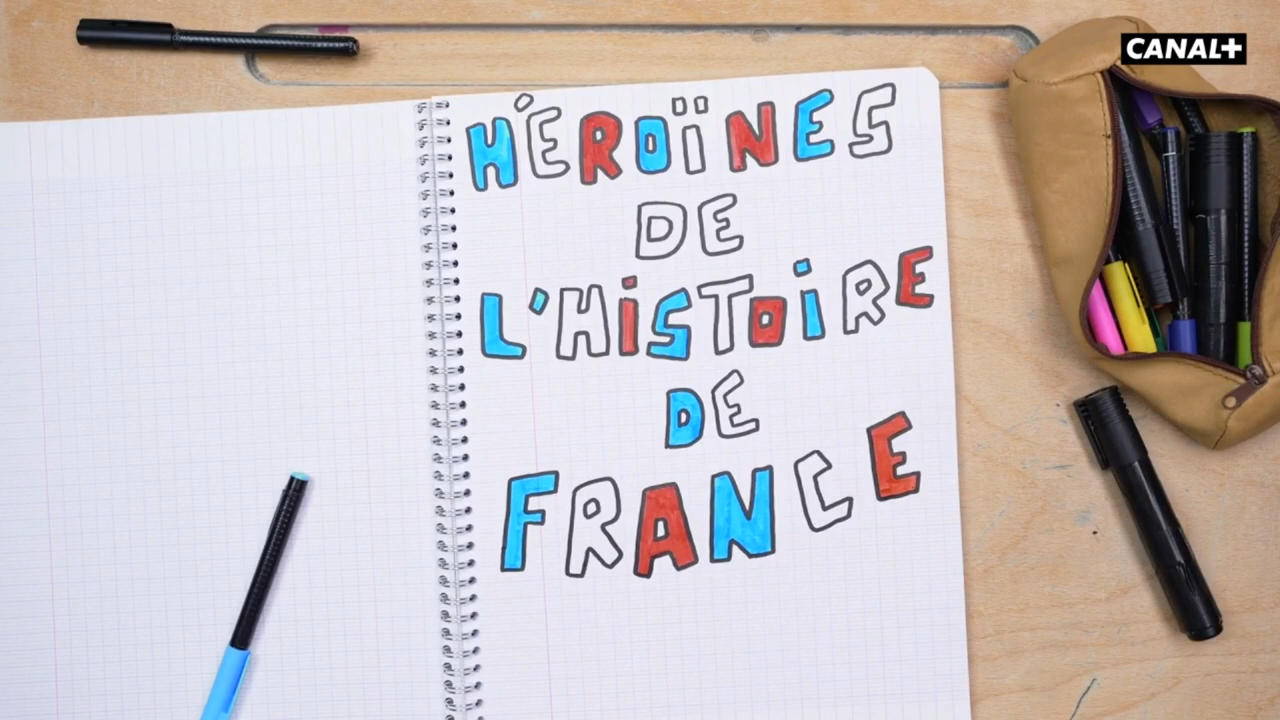 CANAL+
HÉROÏNES
DE
L'HiSTOiRE
DE
FRANCE